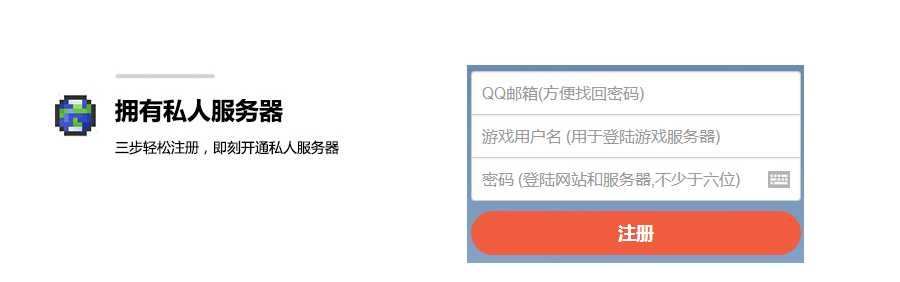 拥有私人服务器
三步轻松注册，即刻开通私人服务器
QQ邮箱(方便找回密码)
游戏用户名 (用于登陆游戏服务器)
密码 (登陆网站和服务器,不少于六位)
注册